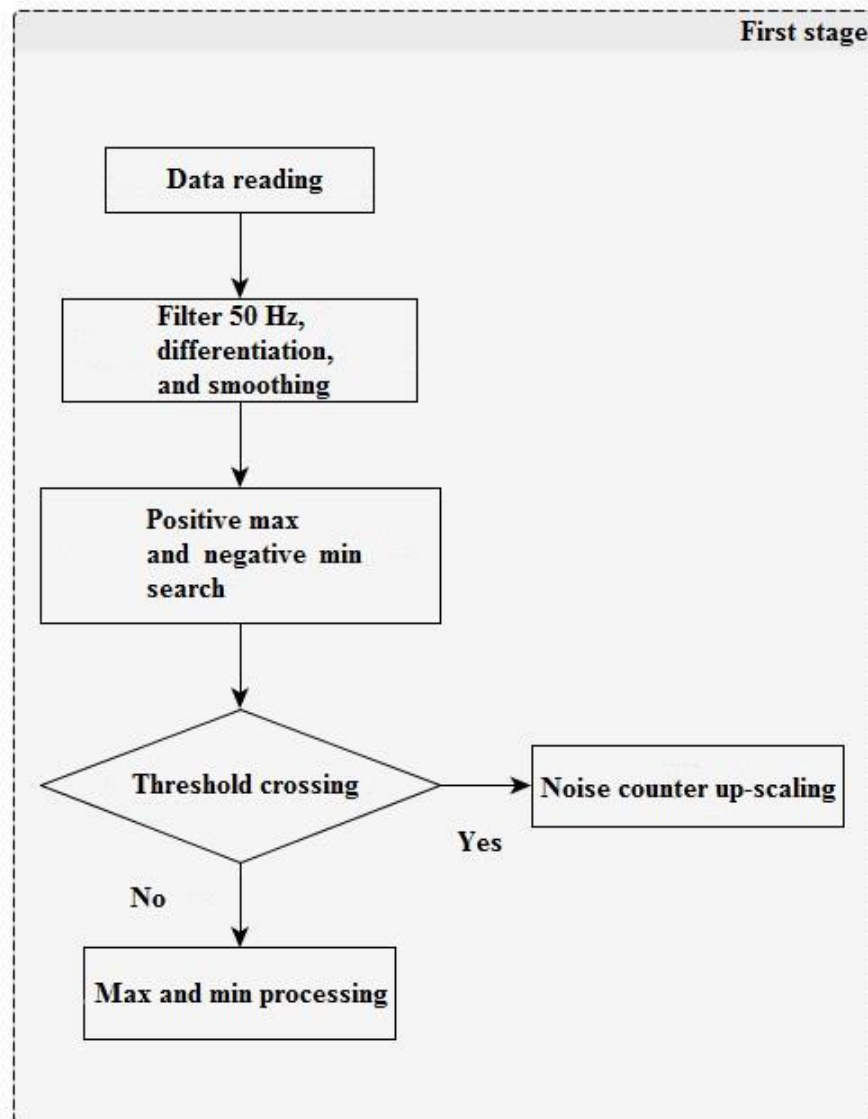 First stage
Data reading
Filter 50 Hz,
differentiation,
and smoothing
Positive max
and negative min
search
Threshold crossing
Noise counter up-scaling
Yes
No
Max and min processing